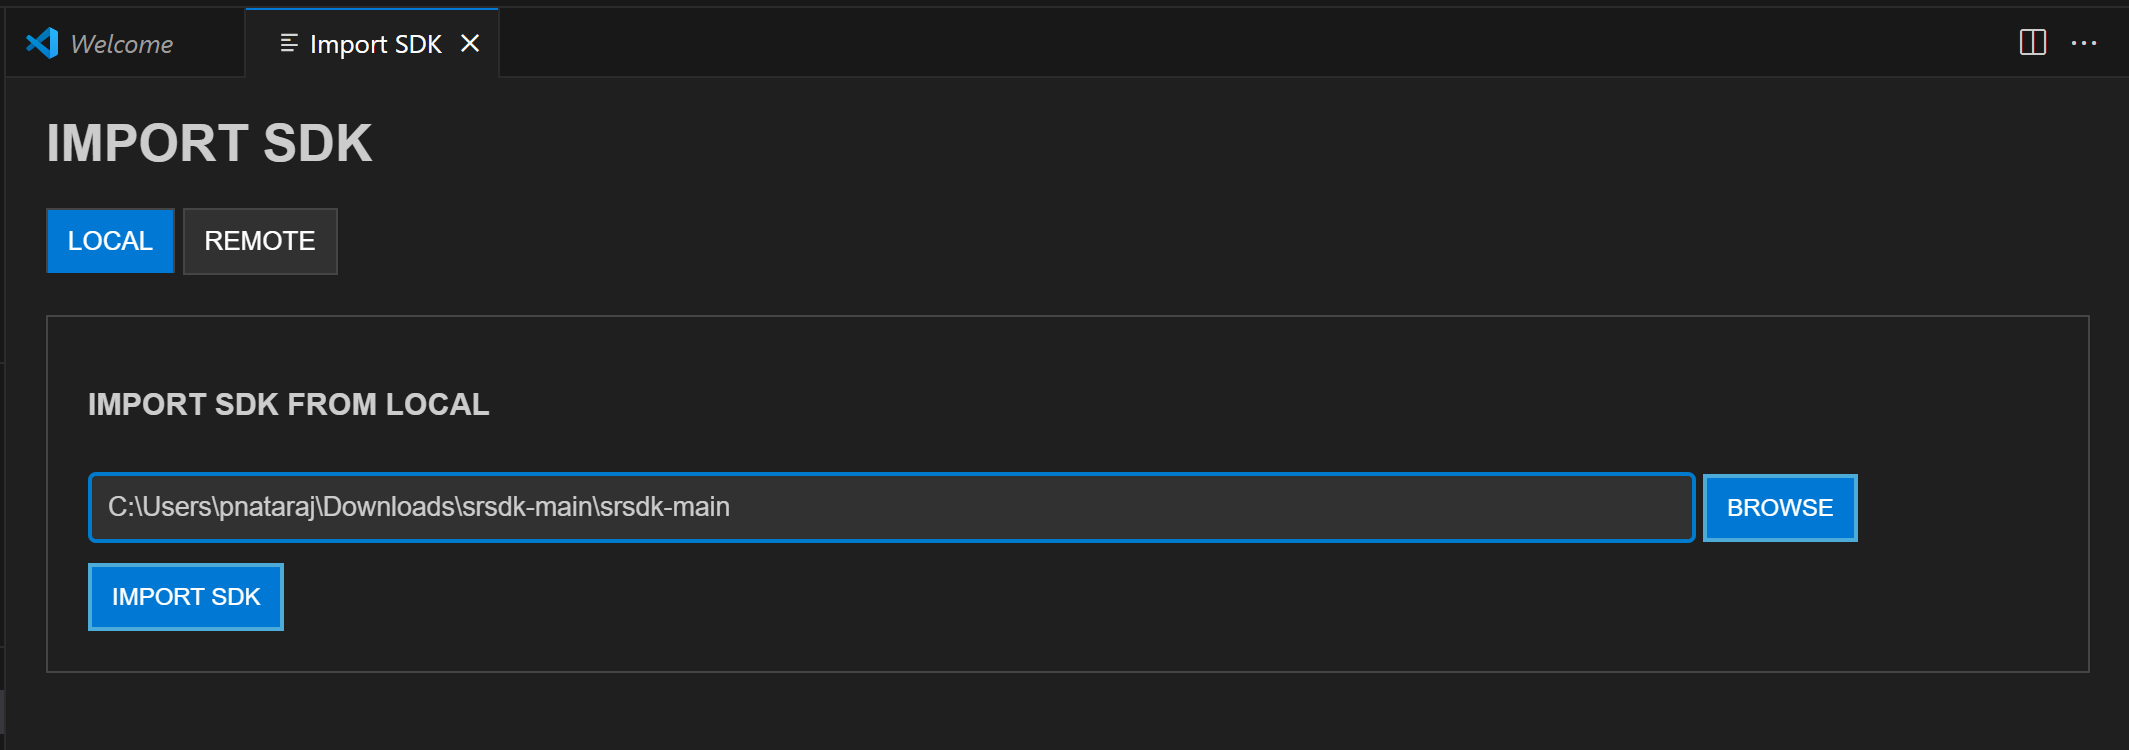 Welcome
Import SDK
IMPORT SDK
LOCAL
REMOTE
IMPORT SDK FROM LOCAL
C:\Users\pnataraj\Downloads\srsdk-main\srsdk-main
BROWSE
IMPORT SDK